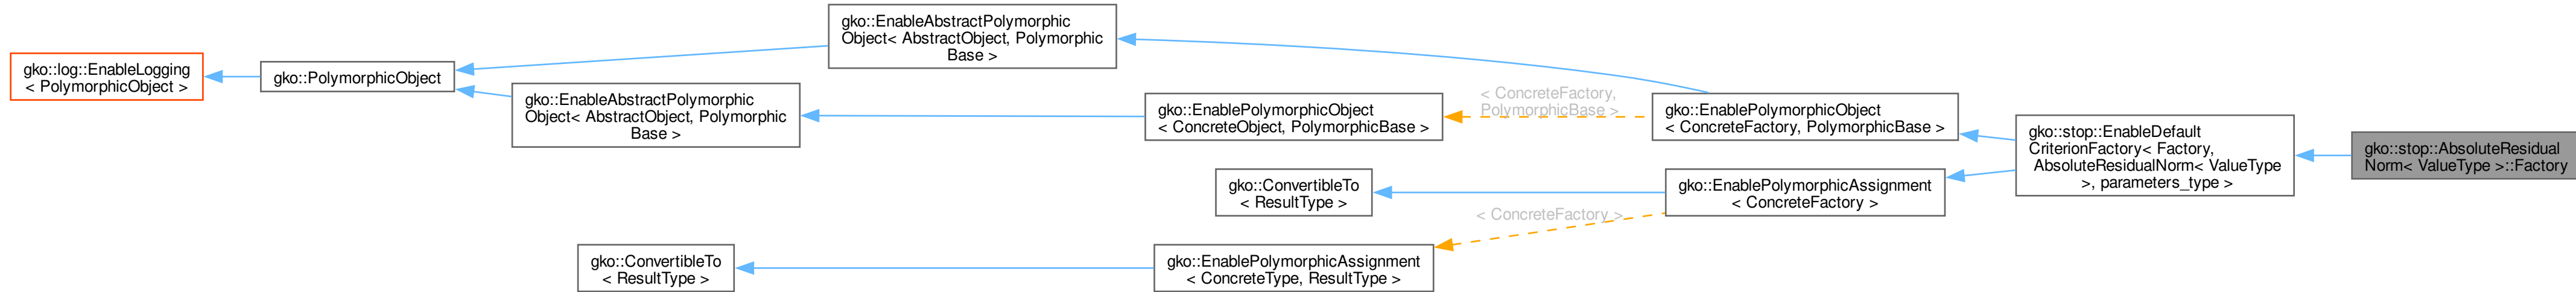 gko::log::EnableLogging
< PolymorphicObject >
gko::PolymorphicObject
gko::EnableAbstractPolymorphic
Object< AbstractObject, Polymorphic
Base >
gko::EnableAbstractPolymorphic
Object< AbstractObject, Polymorphic
Base >
gko::EnablePolymorphicObject
< ConcreteObject, PolymorphicBase >
< ConcreteFactory,
PolymorphicBase >
gko::EnablePolymorphicObject
< ConcreteFactory, PolymorphicBase >
gko::ConvertibleTo
< ResultType >
gko::EnablePolymorphicAssignment
< ConcreteFactory >
< ConcreteFactory >
gko::ConvertibleTo
< ResultType >
gko::EnablePolymorphicAssignment
< ConcreteType, ResultType >
gko::stop::EnableDefault
CriterionFactory< Factory,
AbsoluteResidualNorm< ValueType
>, parameters_type >
gko::stop::AbsoluteResidual
Norm< ValueType >::Factory